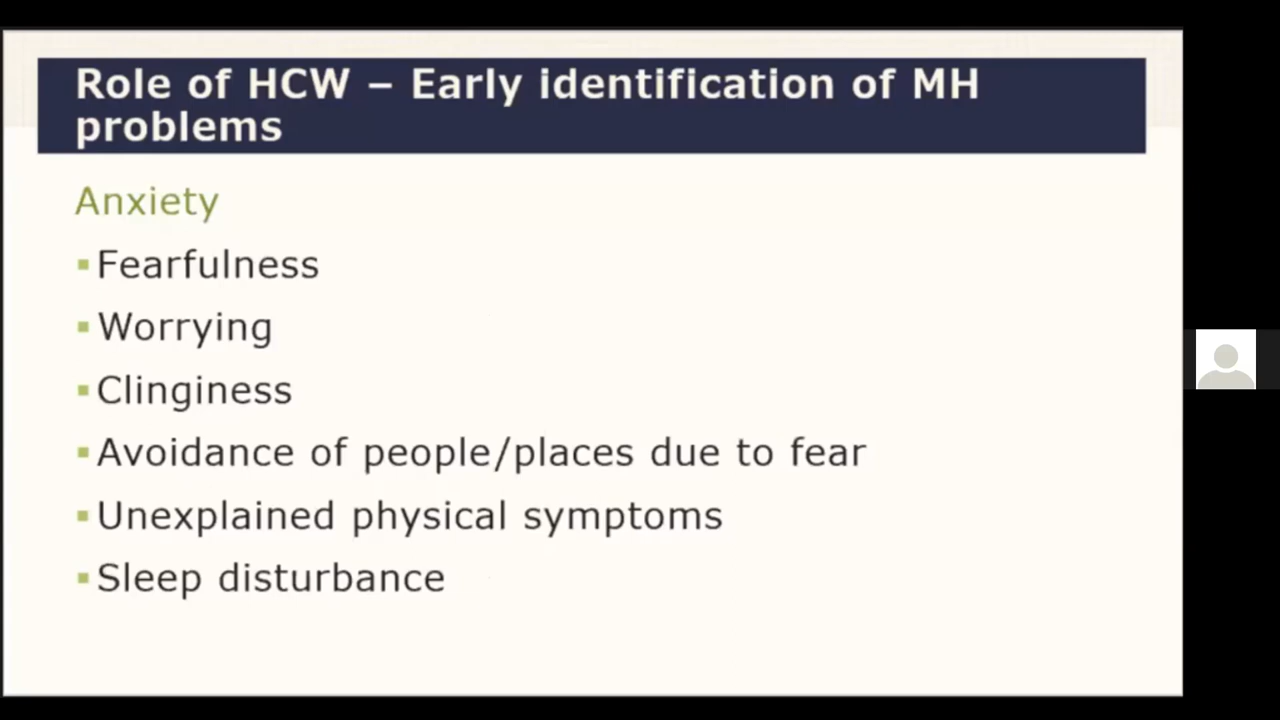 Role of HCW – Early identification of MH
problems
Anxiety
▪Fearfulness
▪Worrying
▪Clinginess
▪Avoidance of people/places due to fear
▪Unexplained physical symptoms
▪Sleep disturbance